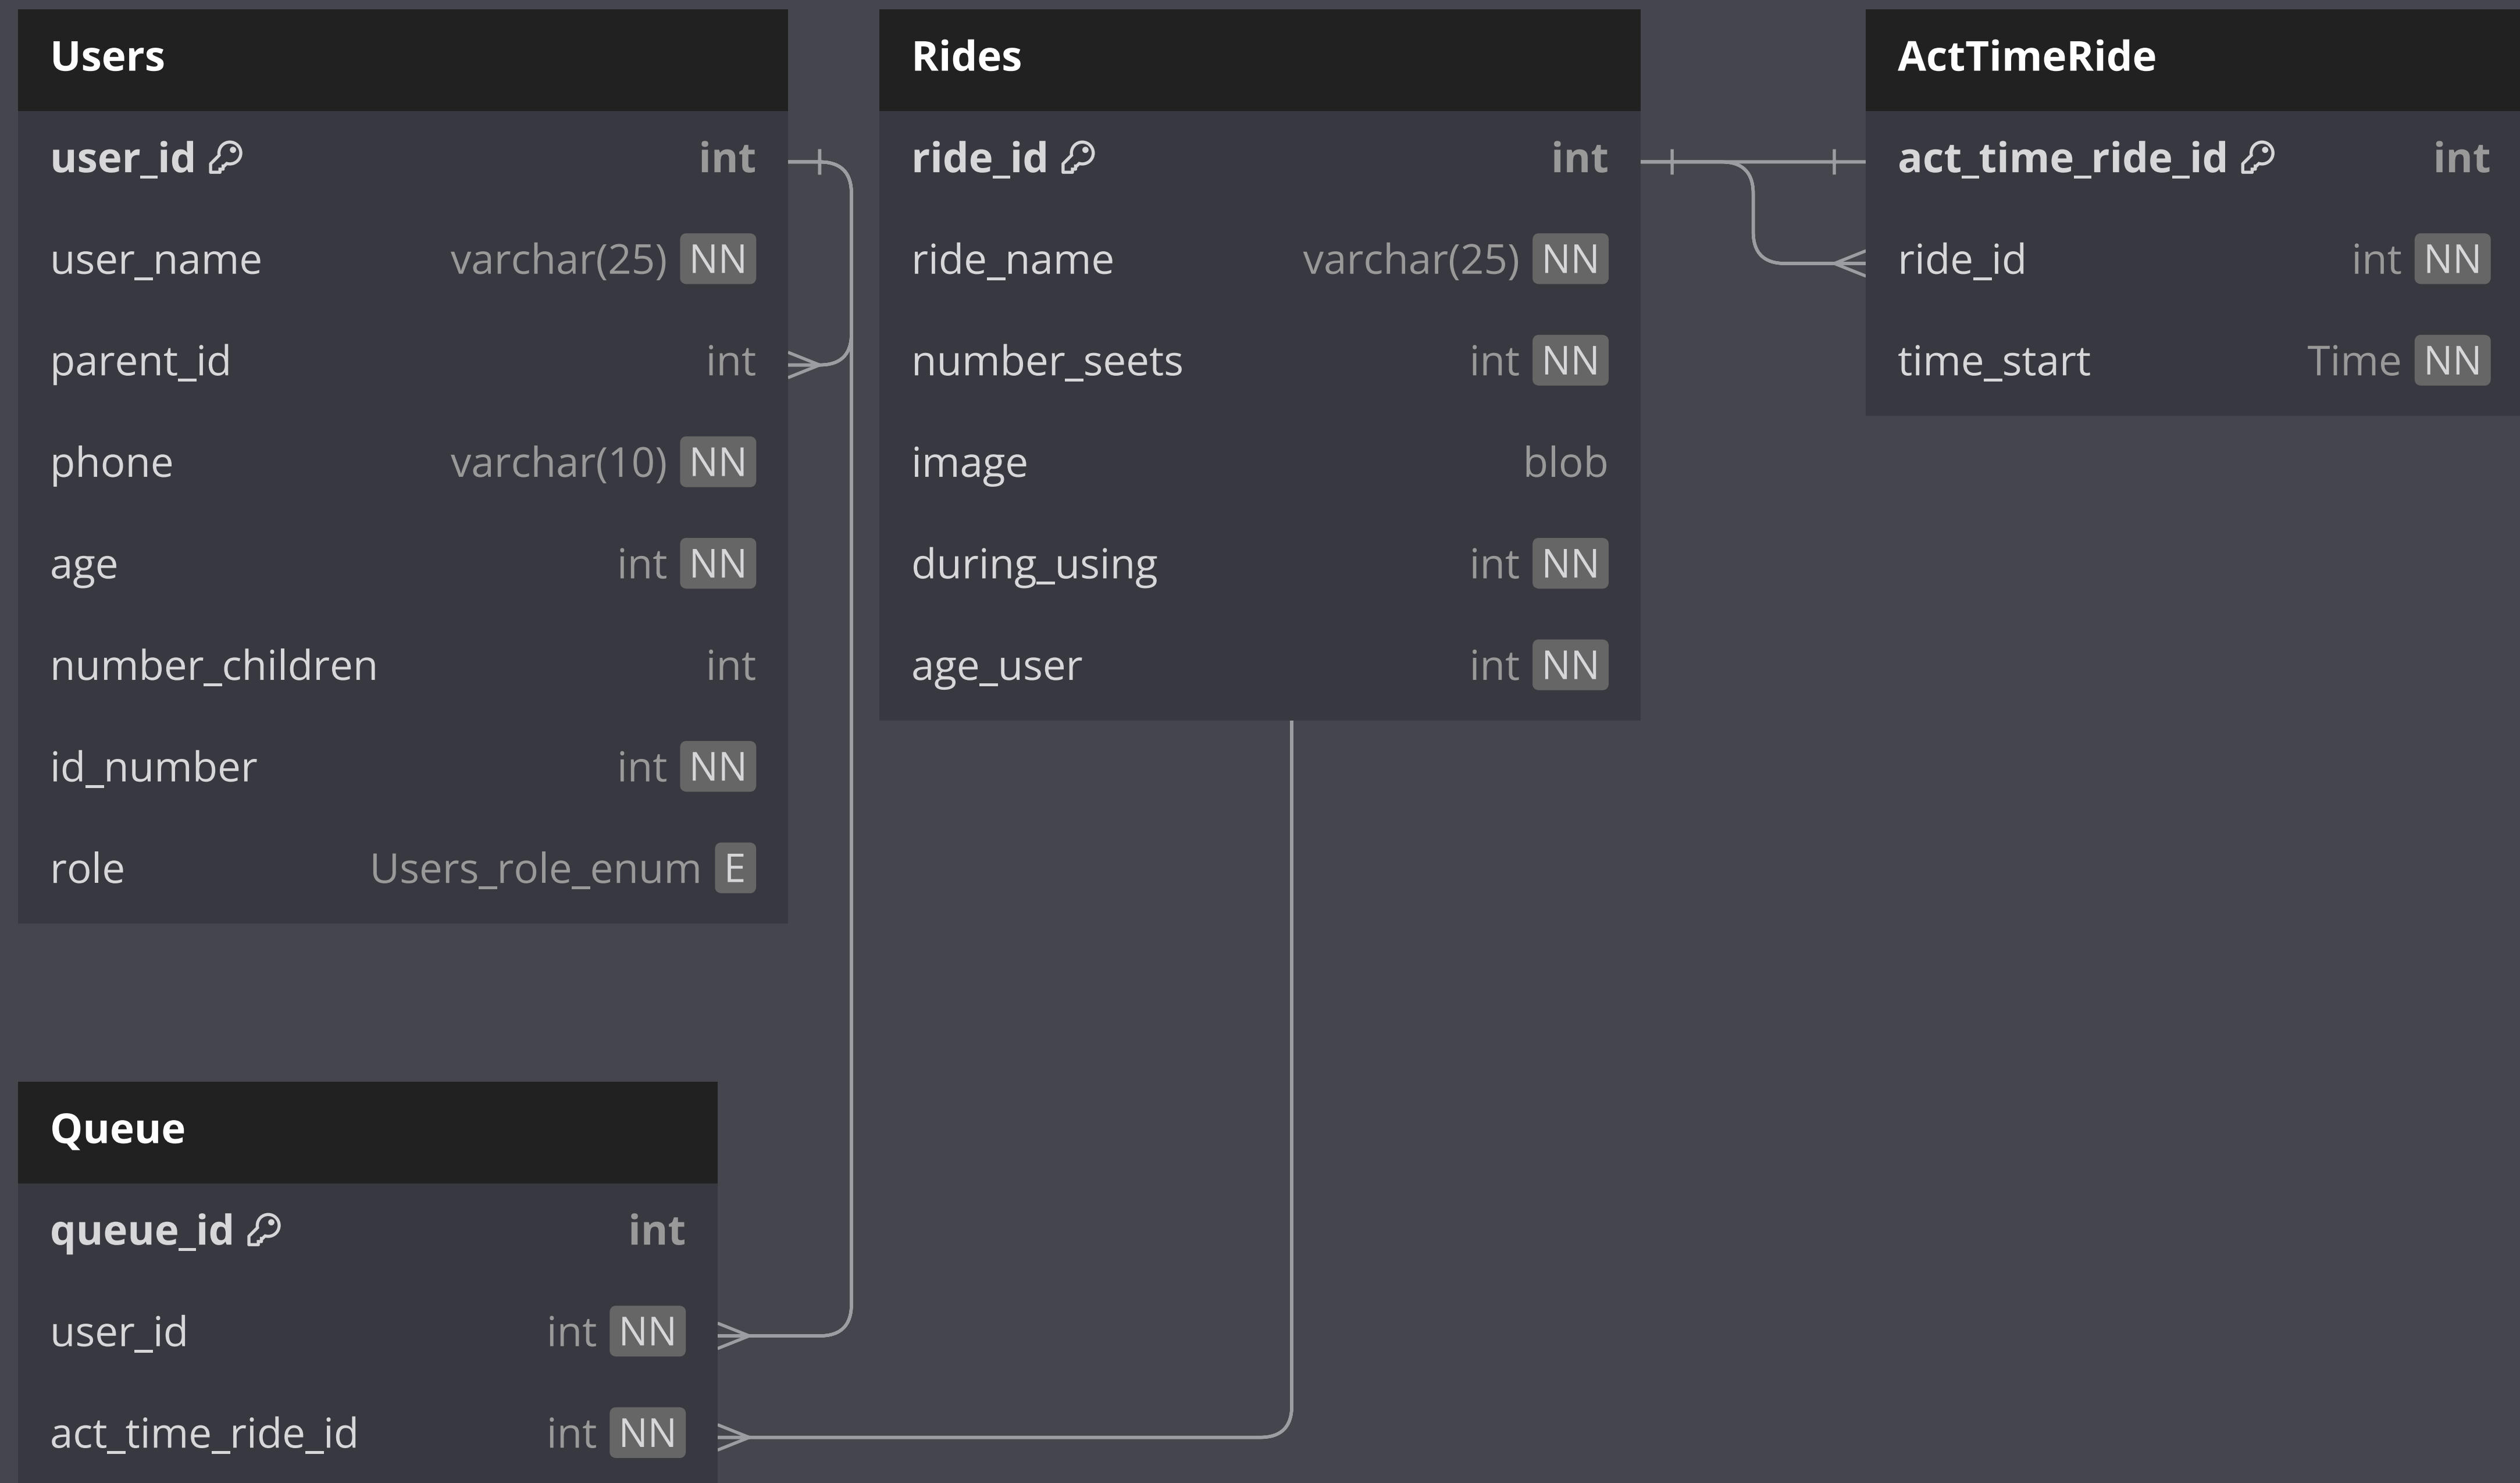 Users
user_id int
user_name varchar(25) NN
parent_id int
phone varchar(10) NN
age int NN
number_children int
id_number int NN
role Users_role_enum E
Rides
ride_id int
ride_name varchar(25) NN
number_seets int NN
image blob
during_using int NN
age_user int NN
ActTimeRide
act_time_ride_id int
ride_id int NN
time_start Time NN
Queue
queue_id int
user_id int NN
act_time_ride_id int NN